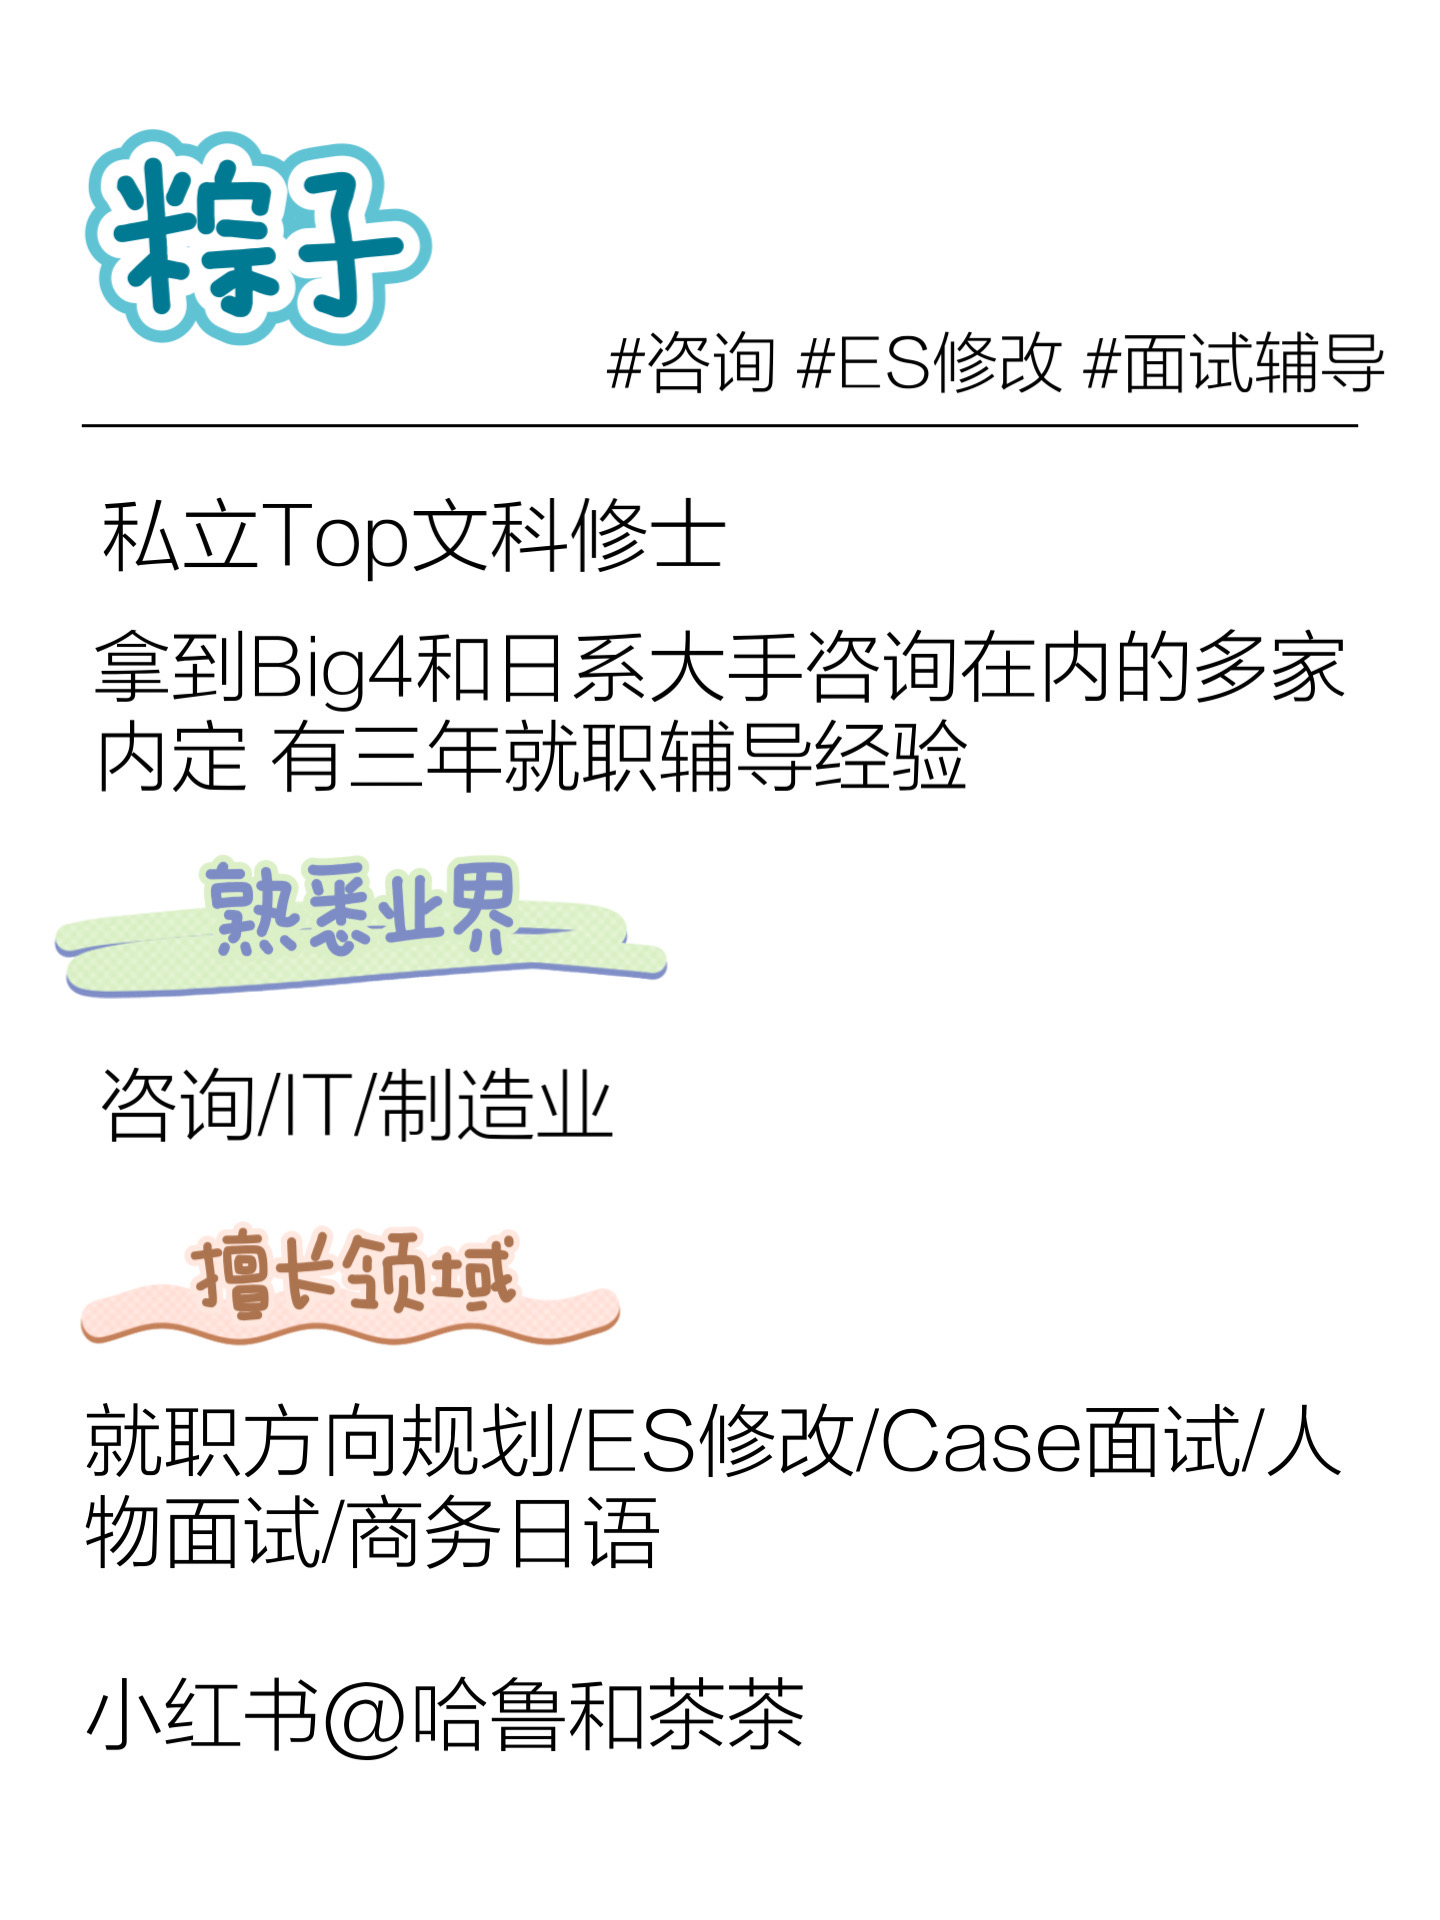 粽子
#咨询 #ES修改 #面试辅导
私立Top文科修士
拿到Big4和日系大手咨询在内的多家
内定 有三年就职辅导经验
熟悉业界
咨询/IT/制造业
擅长领域
就职方向规划/ES修改/Case面试/人
物面试/商务日语
小红书@哈鲁和茶茶